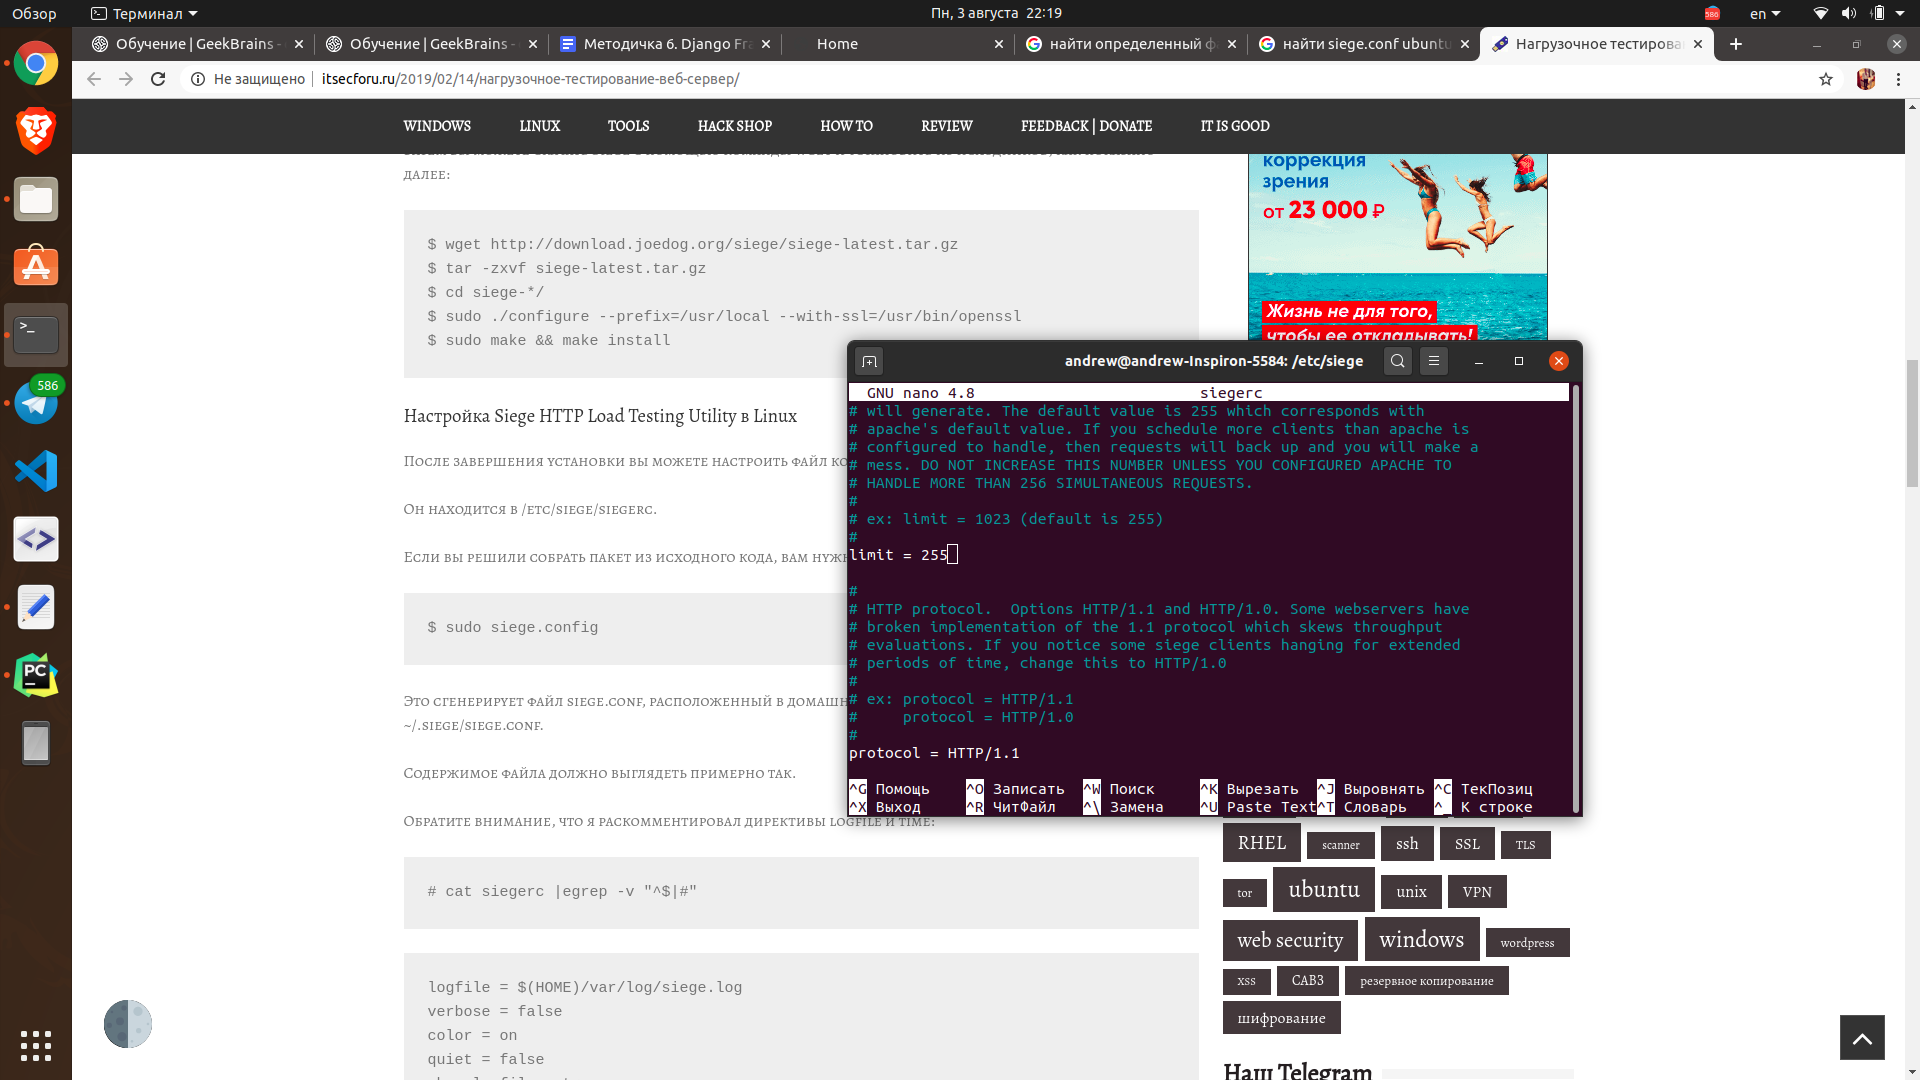 Обзор
Терминал
Пн, 3 августа 22:19
586
en
Обучение | GeekBrains -
Обучение | GeekBrains -
Методичка 6. Django Fra
Home
найти определенный ф
найти siege.conf ubuntu
Нагрузочное тестирова
Не защищено
itsecforu.ru/2019/02/14/нагрузочное-тестирование-веб-сервер/
WINDOWS
LINUX
TOOLS
HACK SHOP
HOW TO
REVIEW
FEEDBACK | DONATE
IT IS GOOD
далее:
$ wget http://download.joedog.org/siege/siege-latest.tar.gz
$ tar -zxvf siege-latest.tar.gz
$ cd siege-*/
$ sudo ./configure --prefix=/usr/local --with-ssl=/usr/bin/openssl
$ sudo make && make install
Настройка Siege HTTP Load Testing Utility в Linux
После завершения установки вы можете настроить файл
Он находится в /etc/siege/siegerc.
Если вы решили собрать пакет из исходного кода, вам
$ sudo siege.config
Это сгенерирует файл siege.conf, расположенный в
~/.siege/siege.conf.
Содержимое файла должно выглядеть примерно так.
Обратите внимание, что я раскомментировал директивы logfile и time:
# cat siegerc |egrep -v "^$|#"
logfile = $(HOME)/var/log/siege.log
verbose = false
color = on
quiet = false
коррекция
зрения
от 23 000 ₽
Жизнь не для того,
чтобы ее откладывать!
andrew@andrew-Inspiron-5584: /etc/siege
GNU nano 4.8
siegerc
# will generate. The default value is 255 which corresponds with
# apache's default value. If you schedule more clients than apache is
# configured to handle, then requests will back up and you will make a
# mess. DO NOT INCREASE THIS NUMBER UNLESS YOU CONFIGURED APACHE TO
# HANDLE MORE THAN 256 SIMULTANEOUS REQUESTS.
#
# ex: limit = 1023 (default is 255)
#
limit = 255
#
# HTTP protocol.  Options HTTP/1.1 and HTTP/1.0. Some webservers have
# broken implementation of the 1.1 protocol which skews throughput
# evaluations. If you notice some siege clients hanging for extended
# periods of time, change this to HTTP/1.0
#
# ex: protocol = HTTP/1.1
#     protocol = HTTP/1.0
#
protocol = HTTP/1.1
^G Помощь ^O Записать ^W Поиск ^K Вырезать ^J Выровнять ^C ТекПозиц
^X Выход ^R ЧитФайл ^\ Замена ^U Paste Text ^T Словарь ^_ К строке
RHEL scanner ssh SSL TLS
tor ubuntu unix VPN
web security windows wordpress
xss САВЗ резервное копирование
шифрование
Наш Telegram
586
PC